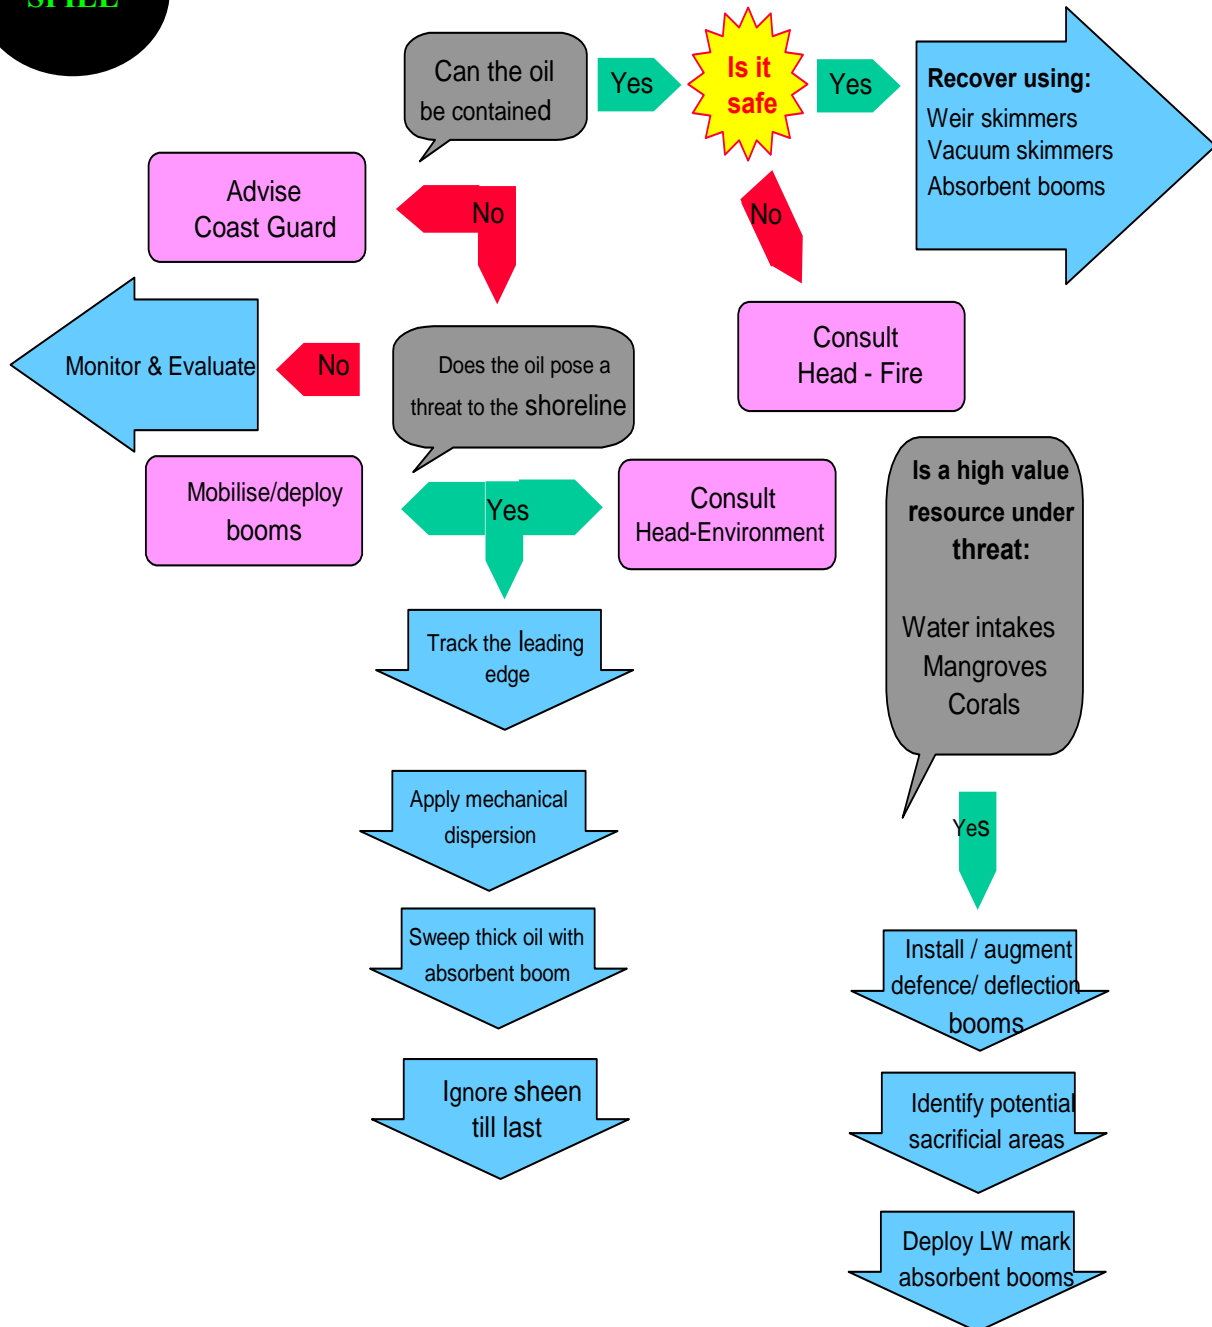 SPILL
Can the oil
be contained
Yes
Is it
safe
Yes
Recover using:
Weir skimmers
Vacuum skimmers
Absorbent booms
Advise
Coast Guard
No
No
Consult
Head - Fire
Monitor & Evaluate
No
Does the oil pose a
threat to the shoreline
Mobilise/deploy
booms
Yes
Consult
Head-Environment
Is a high value
resource under
threat:
Water intakes
Mangroves
Corals
Track the leading
edge
Apply mechanical
dispersion
Yes
Sweep thick oil with
absorbent boom
Install / augment
defence/ deflection
booms
Ignore sheen
till last
Identify potential
sacrificial areas
Deploy LW mark
absorbent booms